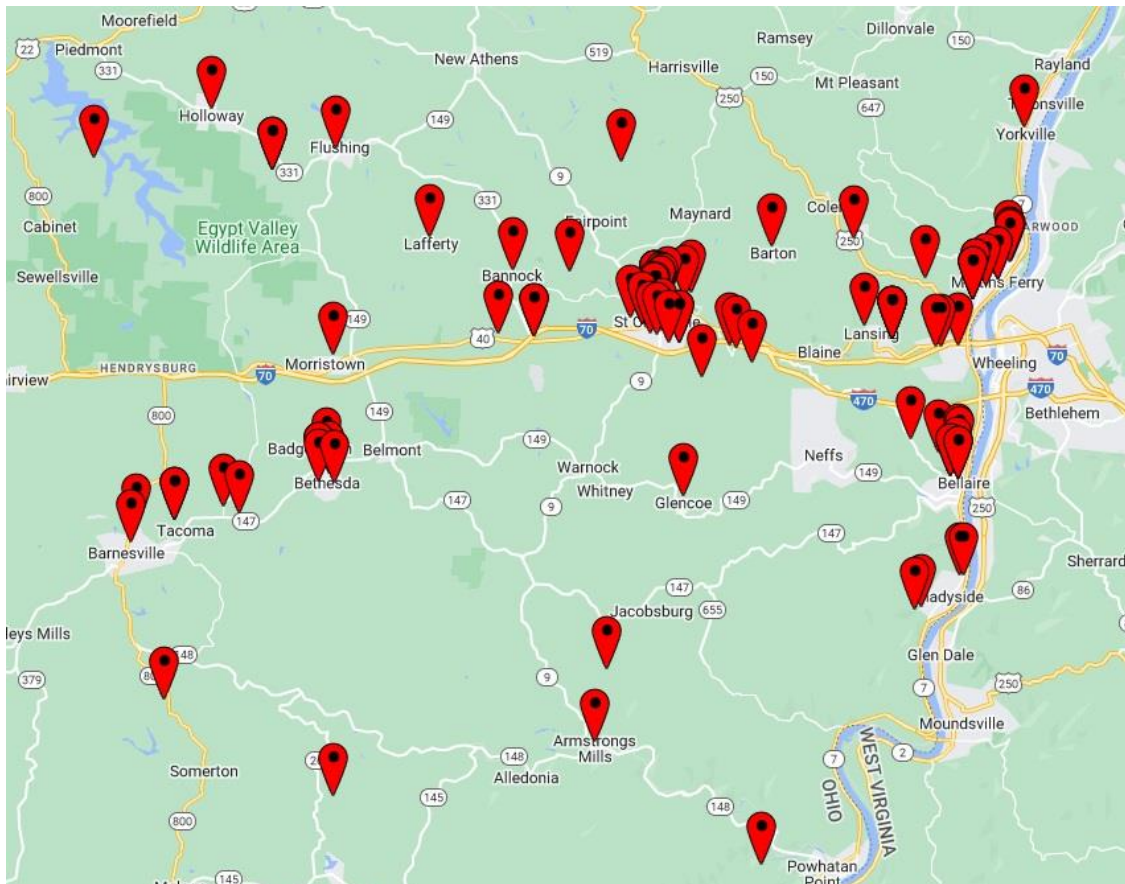 Moorefield
22
Piedmont
331
New Athens
519
Ramsey
Dillonvale
150
Harrisville
150
Mt Pleasant
Rayland
Holloway
250
647
Yorkville
149
Flushing
331
9
800
331
7
Cabinet
Egypt Valley
Wildlife Area
Maynard
250
Lafferty
Barton
Sewellsville
Bannock
149
40
70
Lansing
Morristown
Blaine
Wheeling
70
HENDRYSBURG
70
9
470
470
800
149
Bethlehem
Belmont
149
Neffs
Warnock
149
Bethesda
Whitney
Glencoe
149
Bellaire
147
250
9
147
Tacoma
147
Barnesville
147
Sherrard
86
Jacobsburg
655
148
Glen Dale
379
9
7
250
Moundsville
Armstrongs
Mills
148
Alledonia
Somerton
7
2
OHIO
WEST VIRGINIA
145
148
800
Powhatan
Point
145